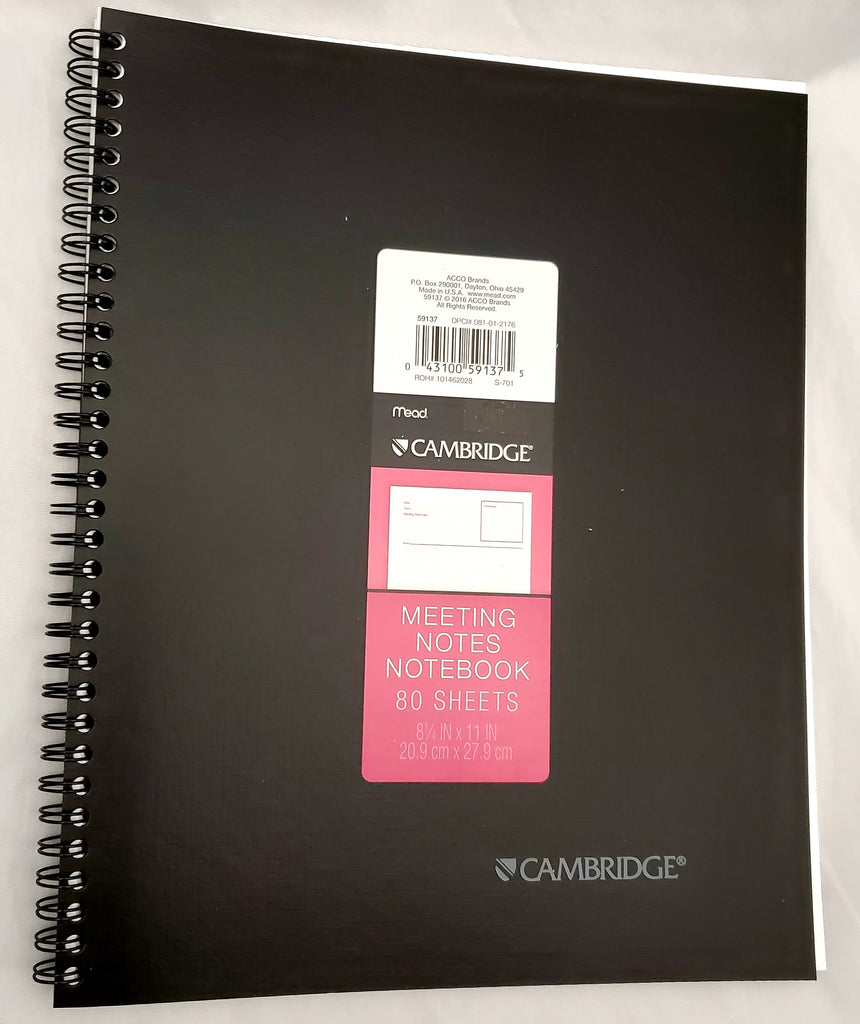 ACCO Brands
P.O. Box 290001, Dayton, Ohio 45429
Made in U.S.A. www.mead.com
59137 © 2016 ACCO Brands
All Rights Reserved.
59137 DPCI# 081-01-2176
0 43100 59137 5
ROH# 101462028 S-701
Mead
CAMBRIDGE®
MEETING
NOTES
NOTEBOOK
80 SHEETS
8¼ IN x 11 IN
20.9 cm x 27.9 cm
CAMBRIDGE®